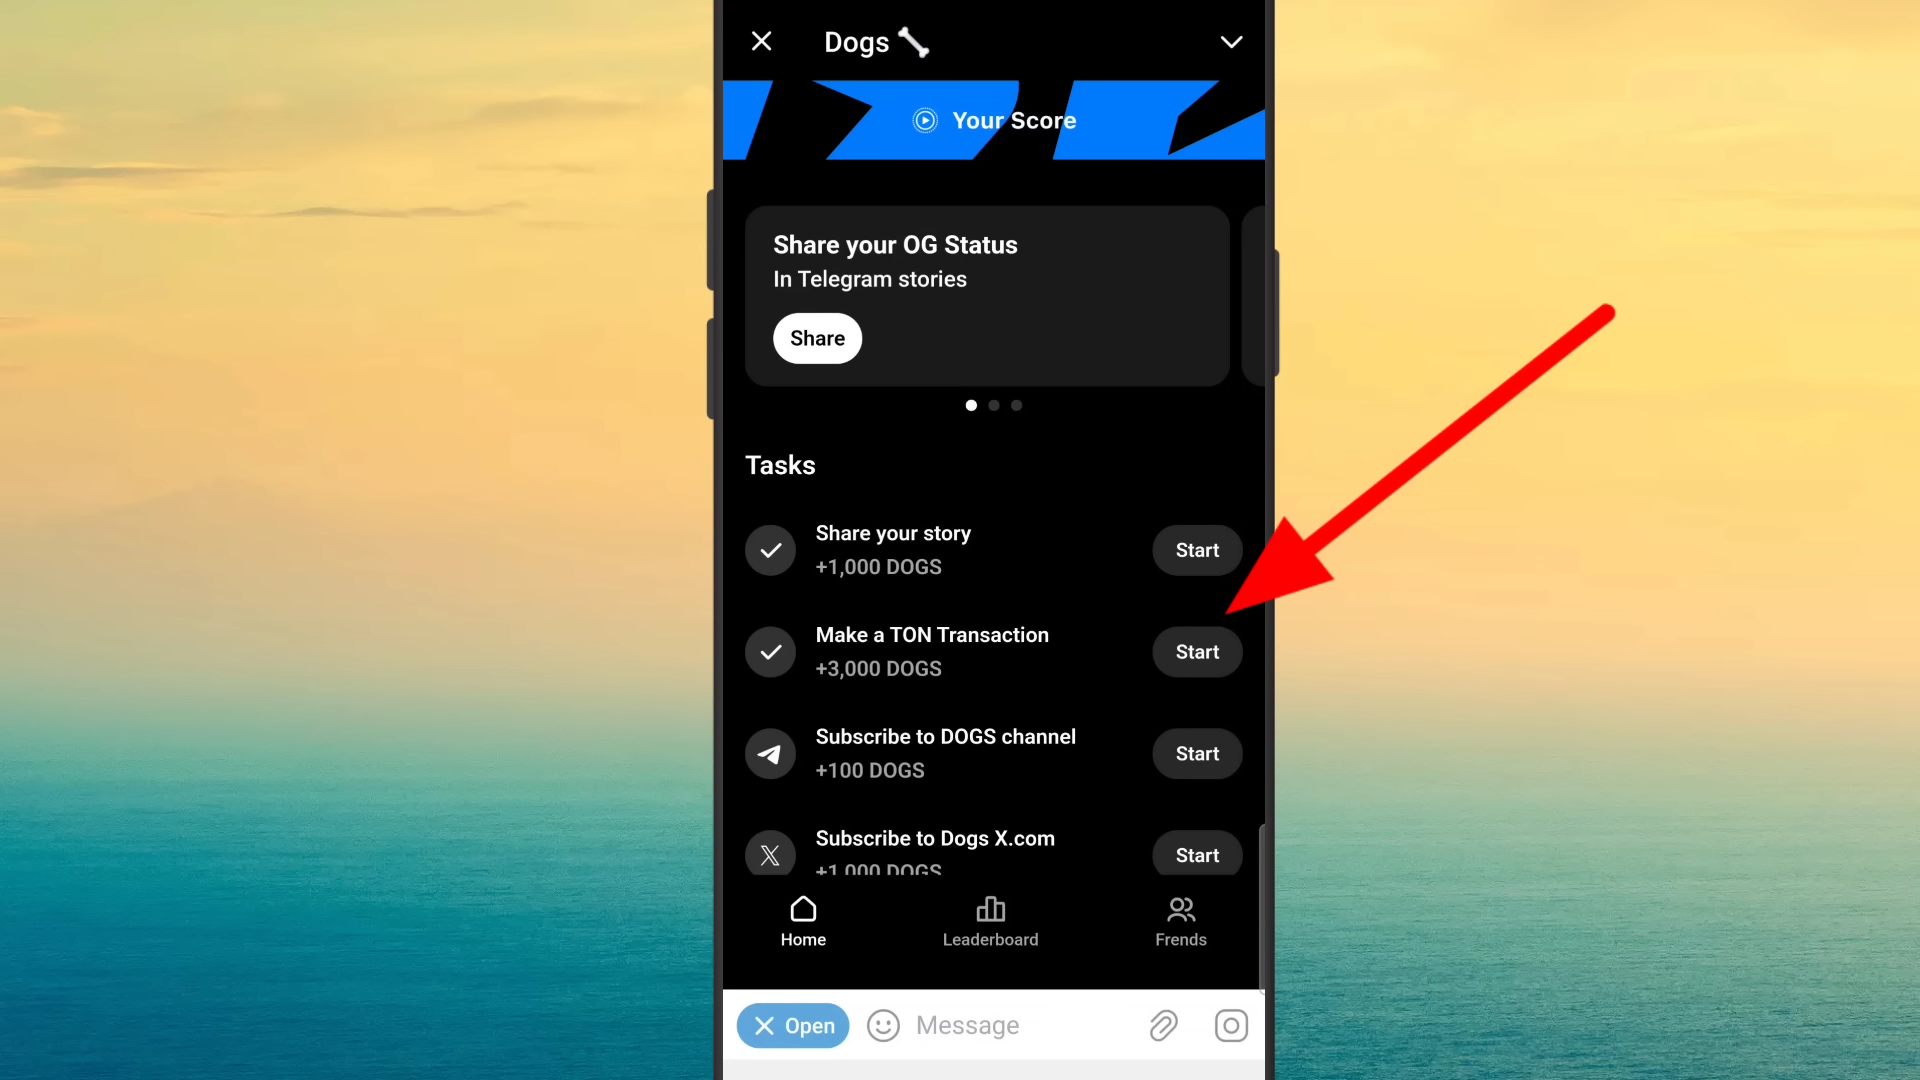 Dogs
Your Score
Share your OG Status
In Telegram stories
Share
Tasks
Share your story
+1,000 DOGS
Start
Make a TON Transaction
+3,000 DOGS
Start
Subscribe to DOGS channel
+100 DOGS
Start
Subscribe to Dogs X.com
+1,000 DOGS
Start
Home
Leaderboard
Frends
Open
Message